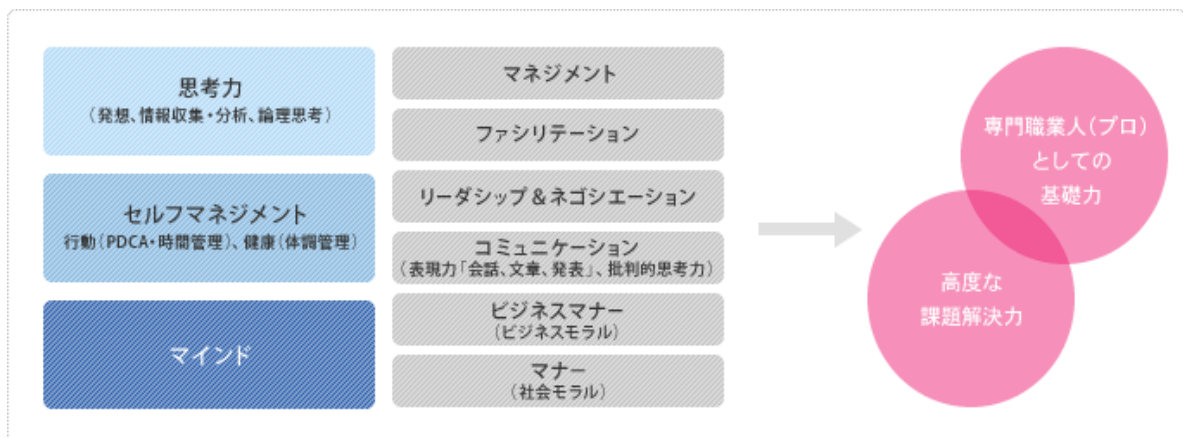 思考力
(発想、情報収集・分析、論理思考)
セルフマネジメント
行動(PDCA・時間管理)、健康(体調管理)
マインド
マネジメント
ファシリテーション
リーダシップ&ネゴシエーション
コミュニケーション
(表現力「会話、文章、発表」、批判的思考力)
ビジネスマナー
(ビジネスモラル)
マナー
(社会モラル)
専門職業人(プロ)
としての
基礎力
高度な
課題解決力